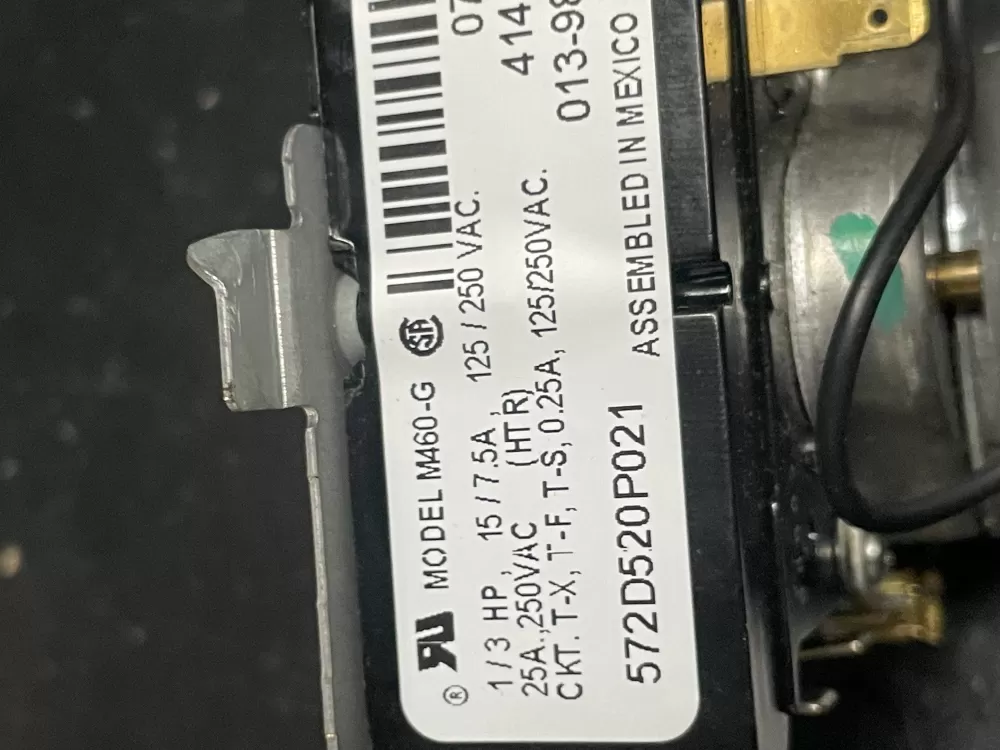 MODEL M460-G SA
1 / 3 HP , 15 / 7.5A , 125 / 250 VAC. 07
25A.,250VAC (HTR) 414
CKT. T-X, T-F, T-S, 0.25A, 125/250VAC. 013-98
572D520P021 ASSEMBLED IN MEXICO
®